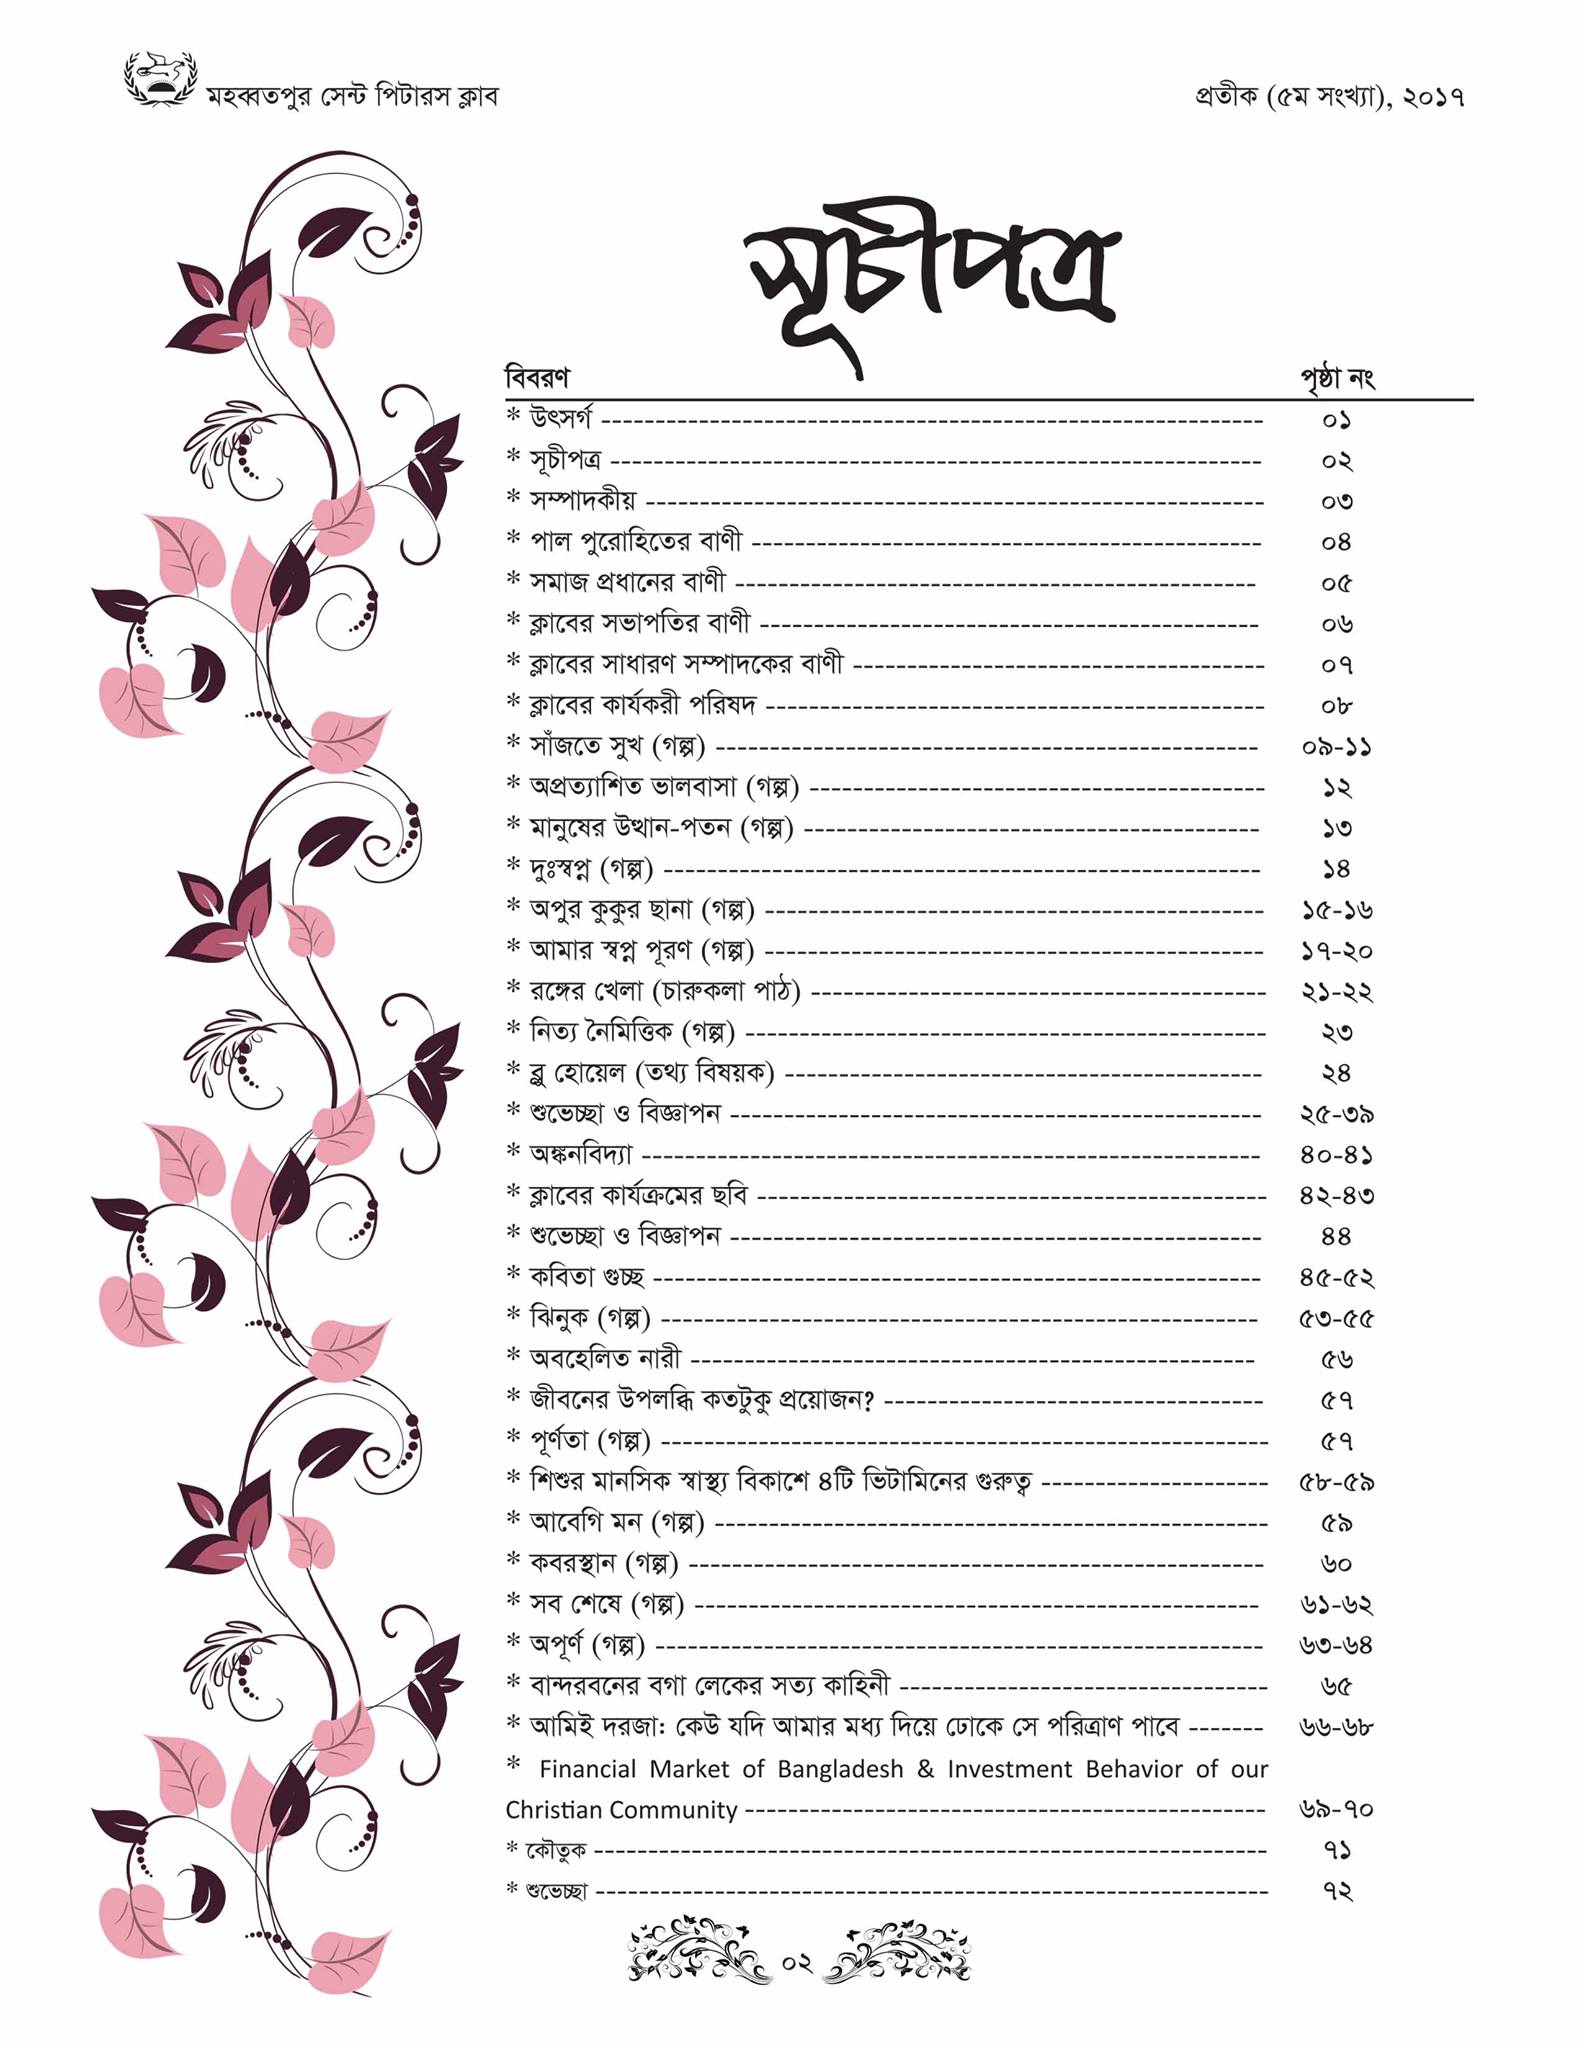 মহব্বতপুর সেন্ট পিটারস ক্লাব
প্রতীক (৫ম সংখ্যা), ২০১৭
সূচীপত্র
বিবরণ পৃষ্ঠা নং
* উৎসর্গ ------------------------------------------------------------- ০১
* সূচীপত্র ------------------------------------------------------------ ০২
* সম্পাদকীয় --------------------------------------------------------- ০৩
* পাল পুরোহিতের বাণী ----------------------------------------------- ০৪
* সমাজ প্রধানের বাণী ------------------------------------------------ ০৫
* ক্লাবের সভাপতির বাণী ---------------------------------------------- ০৬
* ক্লাবের সাধারণ সম্পাদকের বাণী -------------------------------------- ০৭
* ক্লাবের কার্যকরী পরিষদ ---------------------------------------------- ০৮
* সাঁজতে সুখ (গল্প) -------------------------------------------------- ০৯-১১
* অপ্রত্যাশিত ভালবাসা (গল্প) ------------------------------------------ ১২
* মানুষের উত্থান-পতন (গল্প) ------------------------------------------ ১৩
* দুঃস্বপ্ন (গল্প) ------------------------------------------------------- ১৪
* অপুর কুকুর ছানা (গল্প) ---------------------------------------------- ১৫-১৬
* আমার স্বপ্ন পূরণ (গল্প) ---------------------------------------------- ১৭-২০
* রঙ্গের খেলা (চারুকলা পাঠ) ------------------------------------------ ২১-২২
* নিত্য নৈমিত্তিক (গল্প) ------------------------------------------------ ২৩
* ব্লু হোয়েল (তথ্য বিষয়ক) -------------------------------------------- ২৪
* শুভেচ্ছা ও বিজ্ঞাপন ------------------------------------------------- ২৫-৩৯
* অঙ্কনবিদ্যা --------------------------------------------------------- ৪০-৪১
* ক্লাবের কার্যক্রমের ছবি ----------------------------------------------- ৪২-৪৩
* শুভেচ্ছা ও বিজ্ঞাপন ------------------------------------------------- ৪৪
* কবিতা গুচ্ছ -------------------------------------------------------- ৪৫-৫২
* ঝিনুক (গল্প) ------------------------------------------------------- ৫৩-৫৫
* অবহেলিত নারী ---------------------------------------------------- ৫৬
* জীবনের উপলব্ধি কতটুকু প্রয়োজন? ----------------------------------- ৫৭
* পূর্ণতা (গল্প) -------------------------------------------------------- ৫৭
* শিশুর মানসিক স্বাস্থ্য বিকাশে ৪টি ভিটামিনের গুরুত্ব --------------------- ৫৮-৫৯
* আবেগি মন (গল্প) --------------------------------------------------- ৫৯
* কবরস্থান (গল্প) ----------------------------------------------------- ৬০
* সব শেষে (গল্প) ---------------------------------------------------- ৬১-৬২
* অপূর্ণ (গল্প) -------------------------------------------------------- ৬৩-৬৪
* বান্দরবনের বগা লেকের সত্য কাহিনী ---------------------------------- ৬৫
* আমিই দরজা: কেউ যদি আমার মধ্য দিয়ে ঢোকে সে পরিত্রাণ পাবে ------- ৬৬-৬৮
* Financial Market of Bangladesh & Investment Behavior of our
Christian Community ------------------------------------------------ ৬৯-৭০
* কৌতুক -------------------------------------------------------------- ৭১
* শুভেচ্ছা -------------------------------------------------------------- ৭২
০২